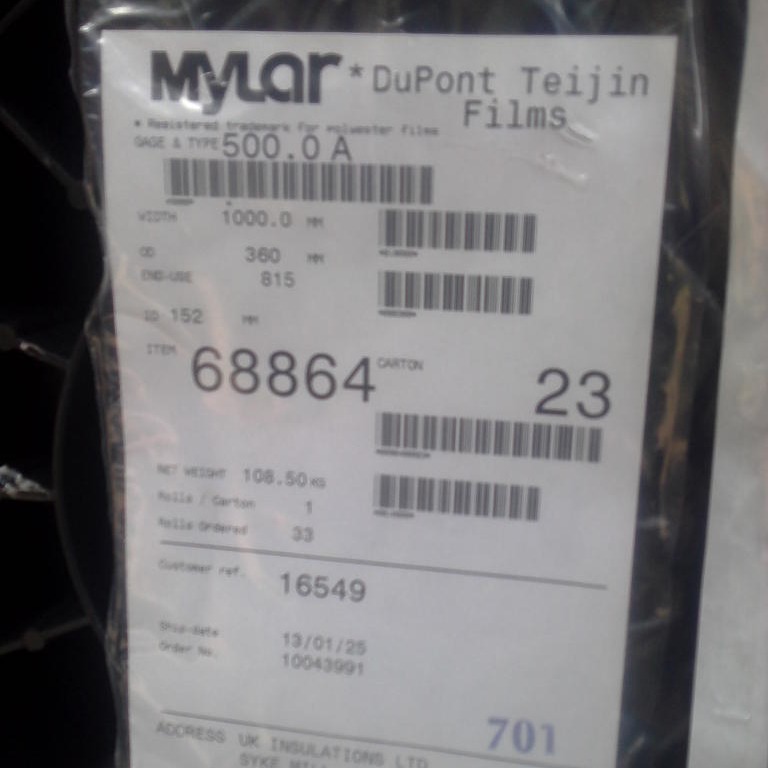 MYLAR * DuPont Teijin
Films
* Registered trademark for polyester films
GAGE & TYPE 500.0 A
WIDTH 1000.0 MM
OD 360 MM
END-USE 815
ID 152 MM
ITEM 68864 CARTON 23
NET WEIGHT 108.50 KG
Rolls / Carton 1
Rolls Ordered 33
Customer ref. 16549
Ship-date 13/01/25
Order No. 10043991
701
ADDRESS UK INSULATIONS LTD
SYKE